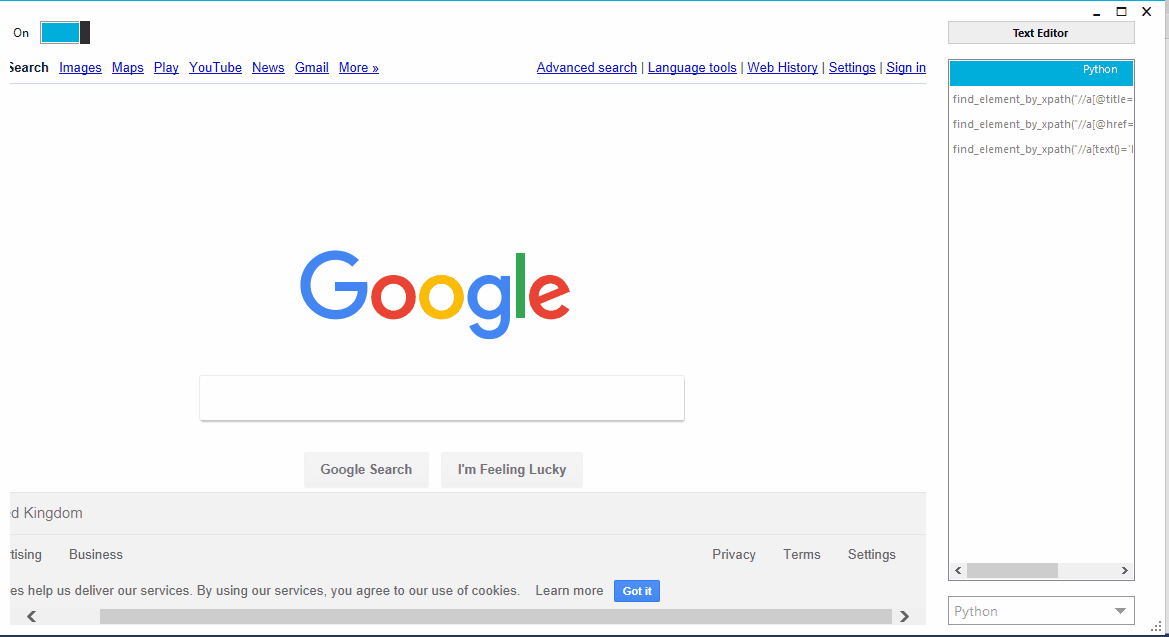 On
Text Editor
Search Images Maps Play YouTube News Gmail More »
Advanced search | Language tools | Web History | Settings | Sign in
Python
find_element_by_xpath("//a[@title=
find_element_by_xpath("//a[@href=
find_element_by_xpath("//a[text()='
Google
Google Search
I'm Feeling Lucky
d Kingdom
rtising Business
Privacy Terms Settings
es help us deliver our services. By using our services, you agree to our use of cookies. Learn more Got it
Python